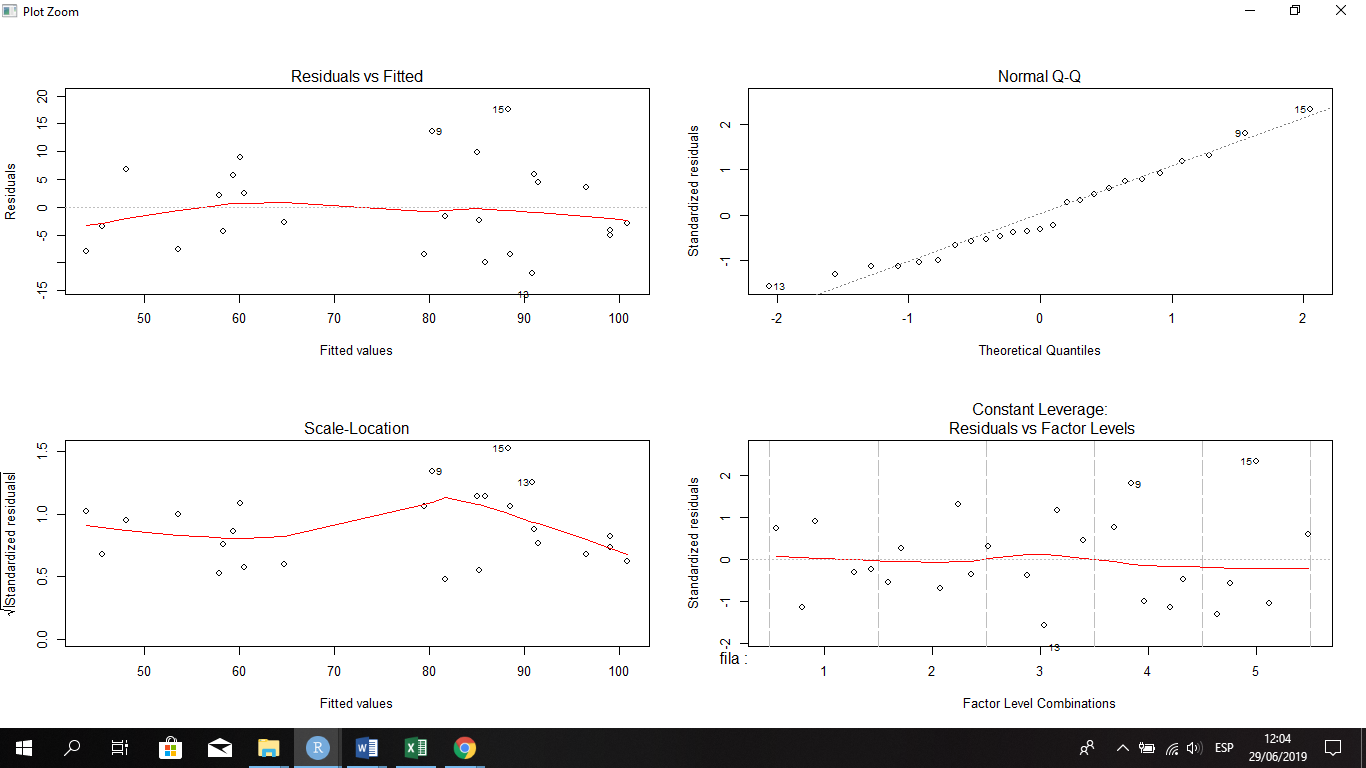 Plot Zoom
Residuals vs Fitted
Residuals
20
15
10
5
0
-5
-15
15
9
13
50 60 70 80 90 100
Fitted values
Normal Q-Q
Standardized residuals
2
1
0
-1
15
9
13
-2 -1 0 1 2
Theoretical Quantiles
Scale-Location
√|Standardized residuals|
1.5
1.0
0.5
0.0
15
9
13
50 60 70 80 90 100
Fitted values
Constant Leverage:
Residuals vs Factor Levels
Standardized residuals
2
1
0
-1
-2
15
9
13
fila :
1 2 3 4 5
Factor Level Combinations
R
W
X
ESP
12:04
29/06/2019